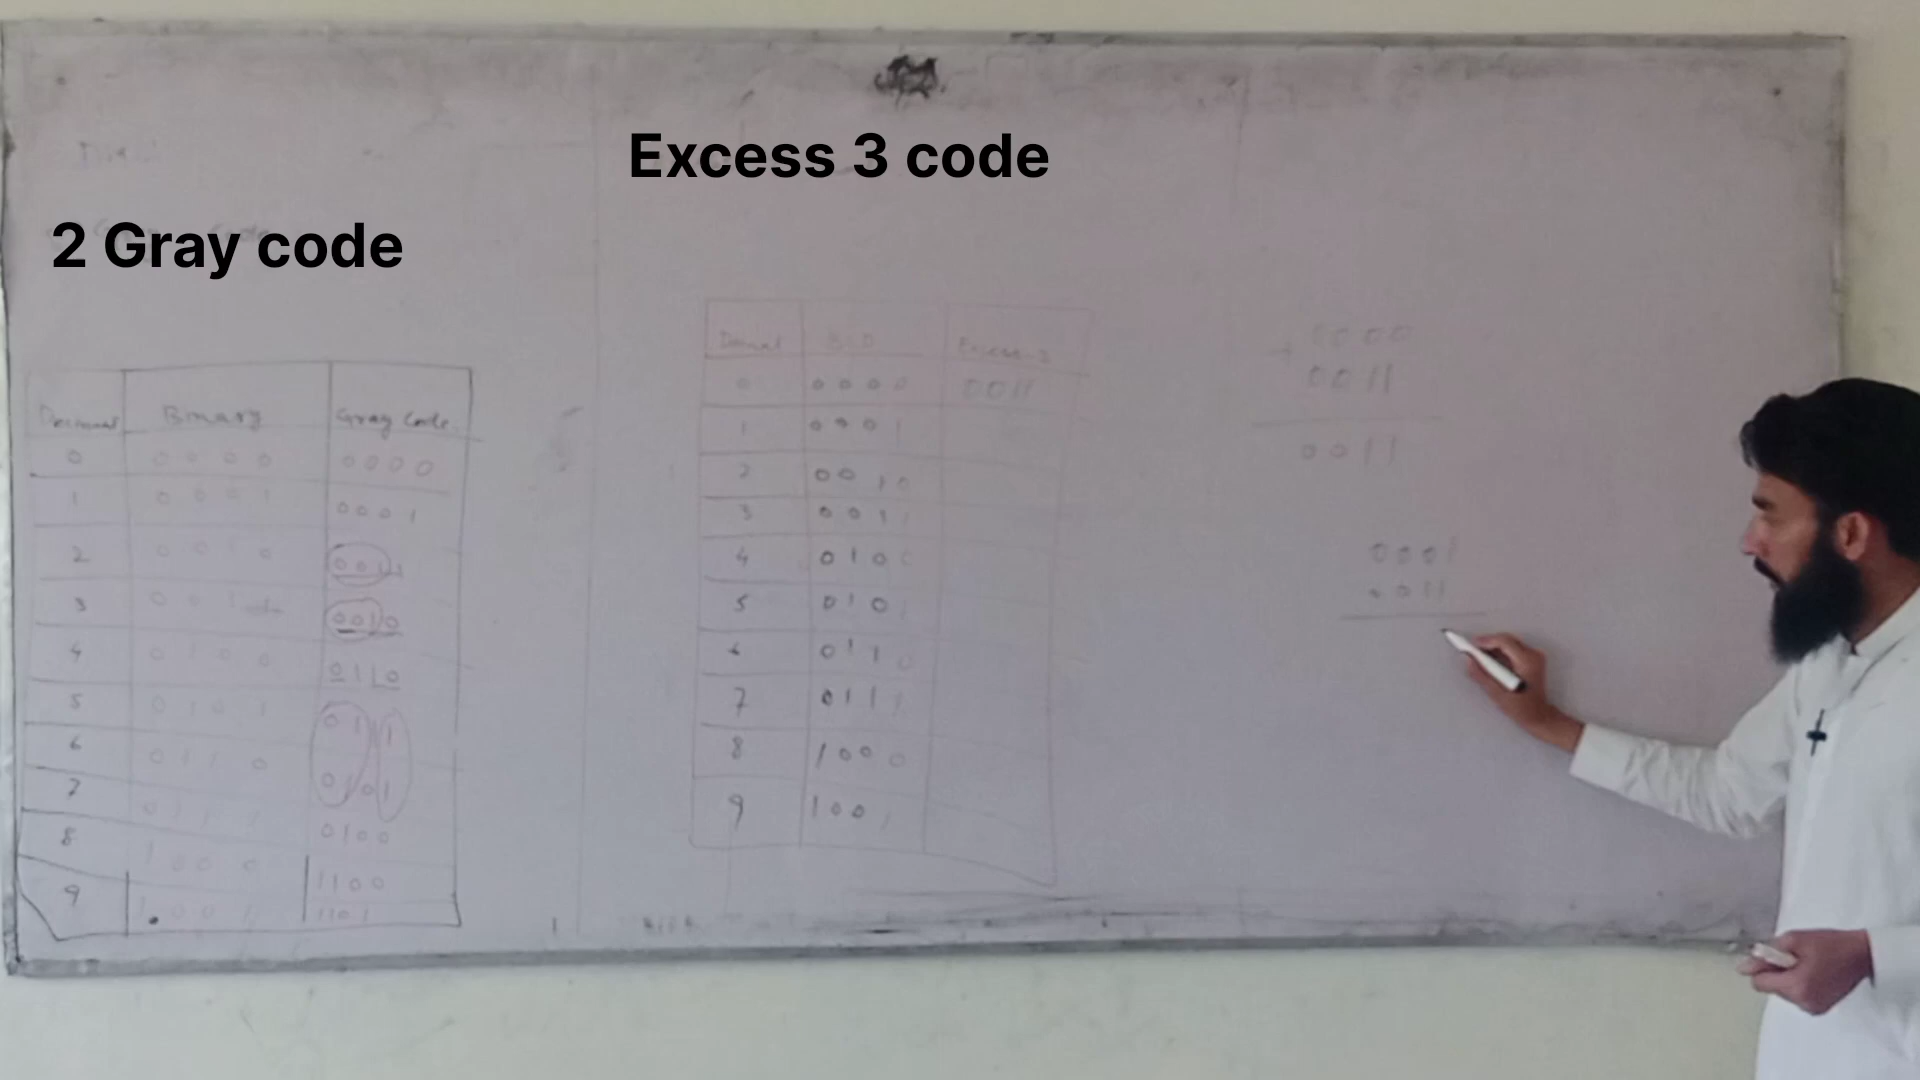 Excess 3 code
2 Gray code
Decimal Binary Gray Code
0 0000 0000
1 0001 0001
2 0010 0011
3 0011 0010
4 0100 0110
5 0101 0111
6 0110 0101
7 0111 0100
8 1000 1100
9 1001 1101
Decimal Excess-3
0 0000 0011
1 0001
2 0010
3 0011
4 0100
5 0101
6 0110
7 0111
8 1000
9 1001
0000
+
0011
0011
0001
0011